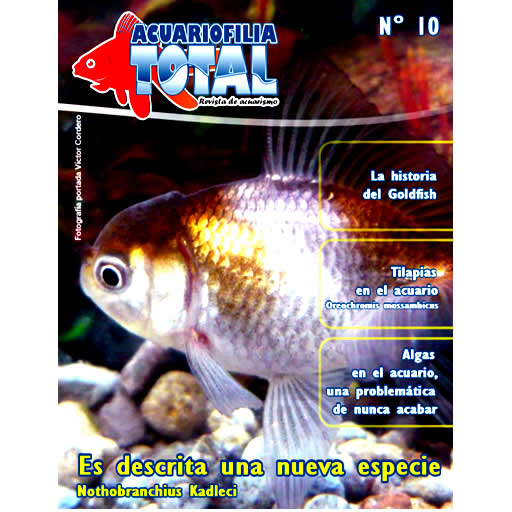 ACUARIOFILIA
TOTAL
Revista de acuarismo
Nº 10
Fotografía portada Víctor Cordero
La historia
del Goldfish
Tilapias
en el acuario
Oreochromis mossambicus
Algas
en el acuario,
una problemática
de nunca acabar
Es descrita una nueva especie
Nothobranchius Kadleci